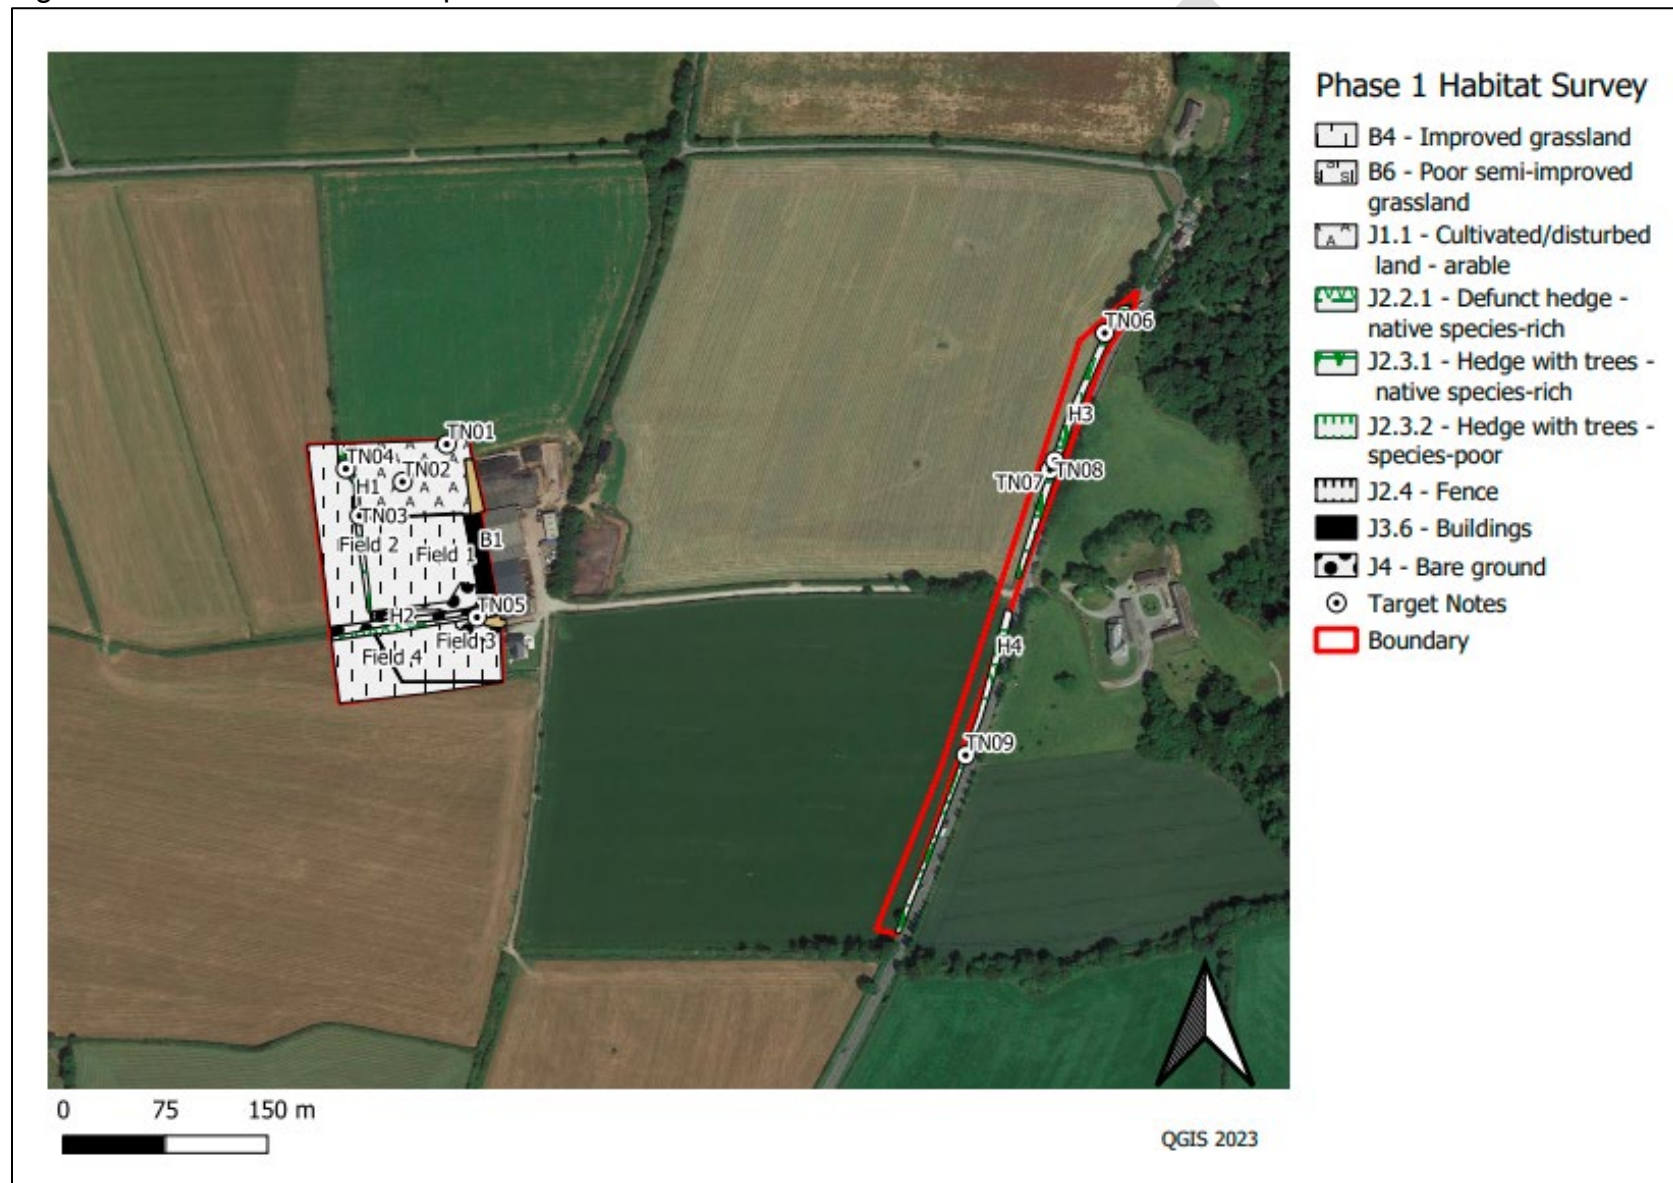 Phase 1 Habitat Survey
B4 - Improved grassland
B6 - Poor semi-improved
grassland
J1.1 - Cultivated/disturbed
land - arable
J2.2.1 - Defunct hedge -
native species-rich
J2.3.1 - Hedge with trees -
native species-rich
J2.3.2 - Hedge with trees -
species-poor
J2.4 - Fence
J3.6 - Buildings
J4 - Bare ground
Target Notes
Boundary
TN06
H3
TN07
TN08
H4
TN09
TN01
TN04
TN02
H1
TN03
Field 2
Field 1
B1
H2
TN05
Field 3
Field 4
0 75 150 m
QGIS 2023